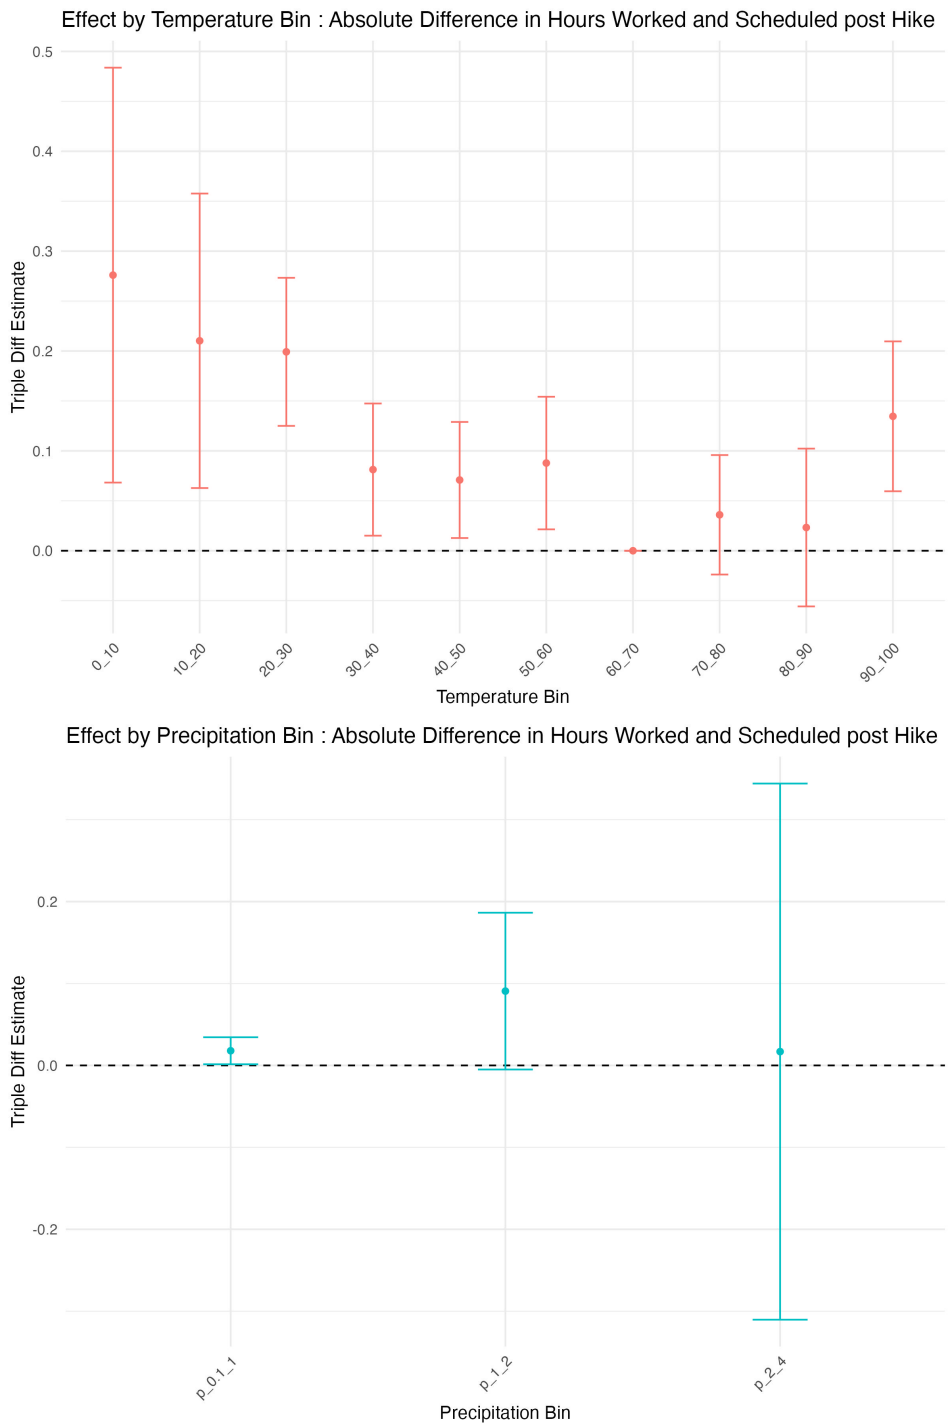 Effect by Temperature Bin : Absolute Difference in Hours Worked and Scheduled post Hike
Triple Diff Estimate
0.5
0.4
0.3
0.2
0.1
0.0
0_10
10_20
20_30
30_40
40_50
50_60
60_70
70_80
80_90
90_100
Temperature Bin
Effect by Precipitation Bin : Absolute Difference in Hours Worked and Scheduled post Hike
Triple Diff Estimate
0.2
0.0
-0.2
p_0.1_1
p_1_2
p_2_4
Precipitation Bin